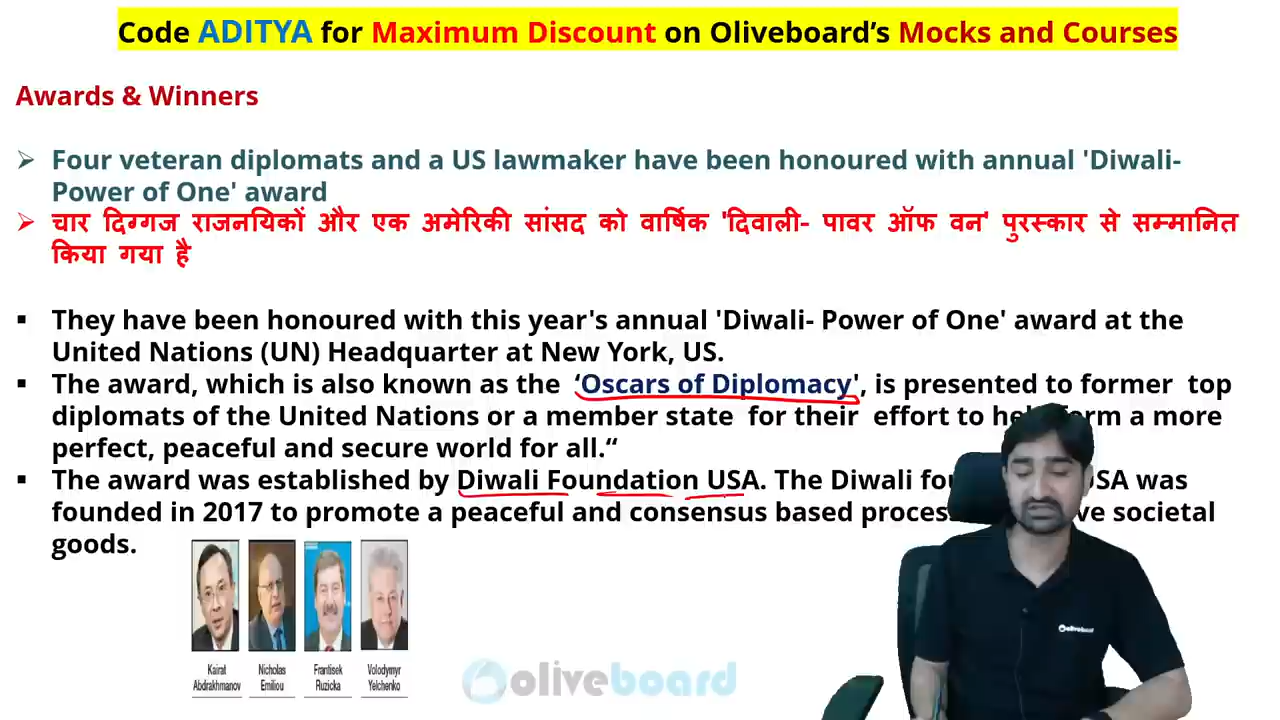 Code ADITYA for Maximum Discount on Oliveboard’s Mocks and Courses
Awards & Winners
Four veteran diplomats and a US lawmaker have been honoured with annual 'Diwali-
Power of One' award
चार दिग्गज राजनयिकों और एक अमेरिकी सांसद को वार्षिक 'दिवाली- पावर ऑफ वन' पुरस्कार से सम्मानित
किया गया है
They have been honoured with this year's annual 'Diwali- Power of One' award at the
United Nations (UN) Headquarter at New York, US.
The award, which is also known as the ‘Oscars of Diplomacy', is presented to former top
diplomats of the United Nations or a member state for their effort to form a more
perfect, peaceful and secure world for all.“
The award was established by Diwali Foundation USA. The Diwali USA was
founded in 2017 to promote a peaceful and consensus based societal
goods.
Kairat Abdrakhmanov
Nicholas Emiliou
Frantisek Ruzicka
Volodymyr Yelchenko
oliveboard
oliveboard